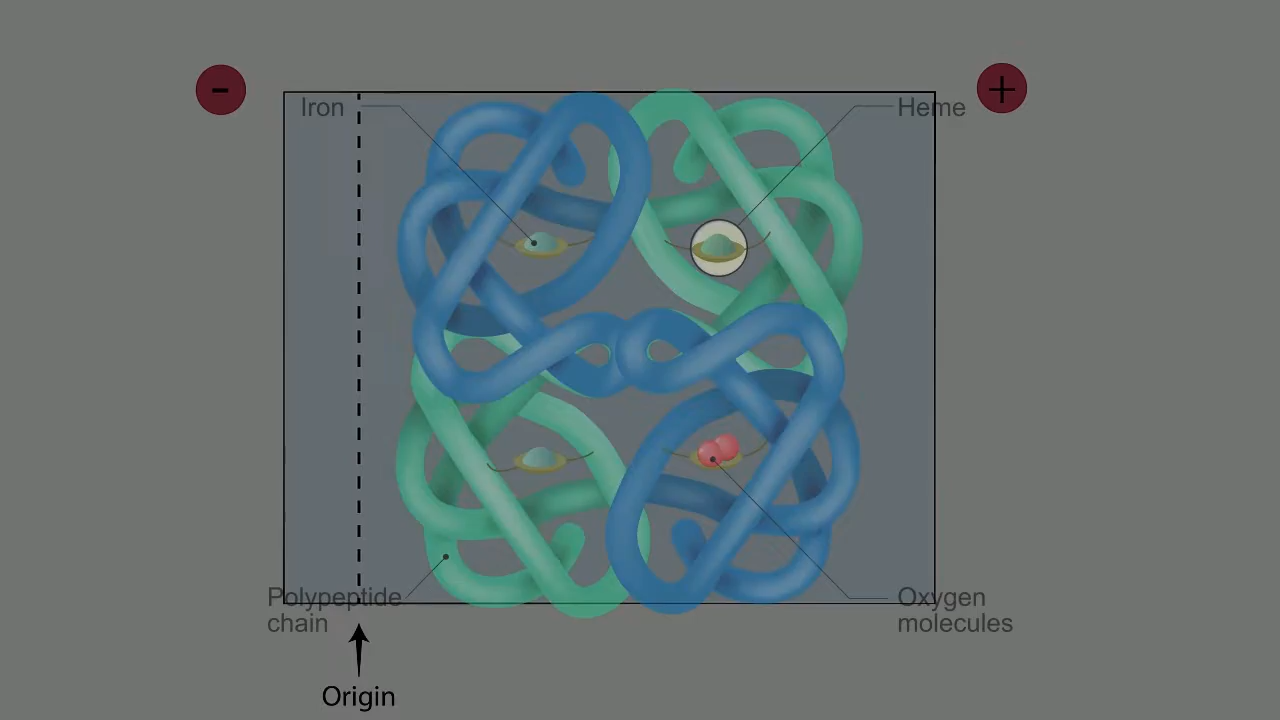 -
+
Iron
Heme
Polypeptide
chain
Oxygen
molecules
Origin